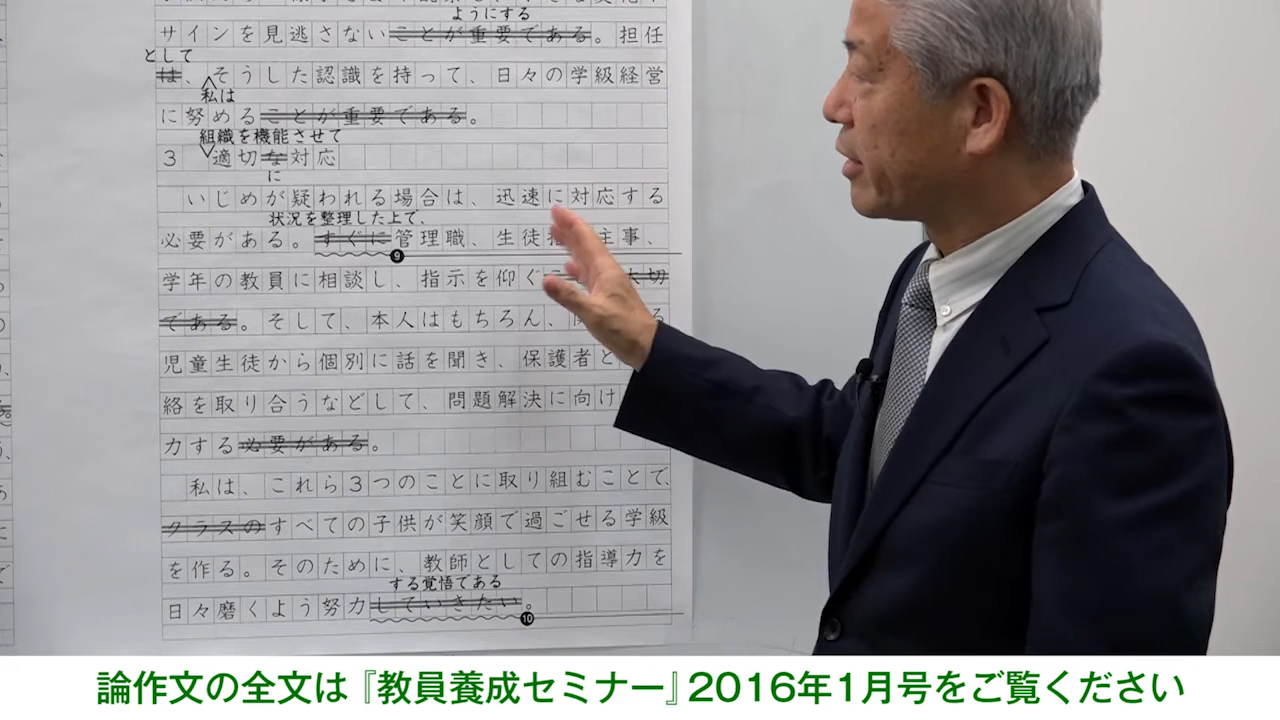 ようにする
サインを見逃さないことが重要である。担任
として
は、そうした認識を持って、日々の学級経営
私は
に努めることが重要である。
組織を機能させて
3 適切な対応
に
いじめが疑われる場合は、迅速に対応する
状況を整理した上で、
必要がある。すぐに管理職、生徒指 主事、
9
学年の教員に相談し、指示を仰ぐこ 大切
である。そして、本人はもちろん、 る
児童生徒から個別に話を聞き、保護者と
絡を取り合うなどして、問題解決に向け
力する必要がある。
私は、これら3つのことに取り組むことで、
クラスのすべての子供が笑顔で過ごせる学級
を作る。そのために、教師としての指導力を
する覚悟である
日々磨くよう努力していきたい。
10
論作文の全文は『教員養成セミナー』2016年1月号をご覧ください